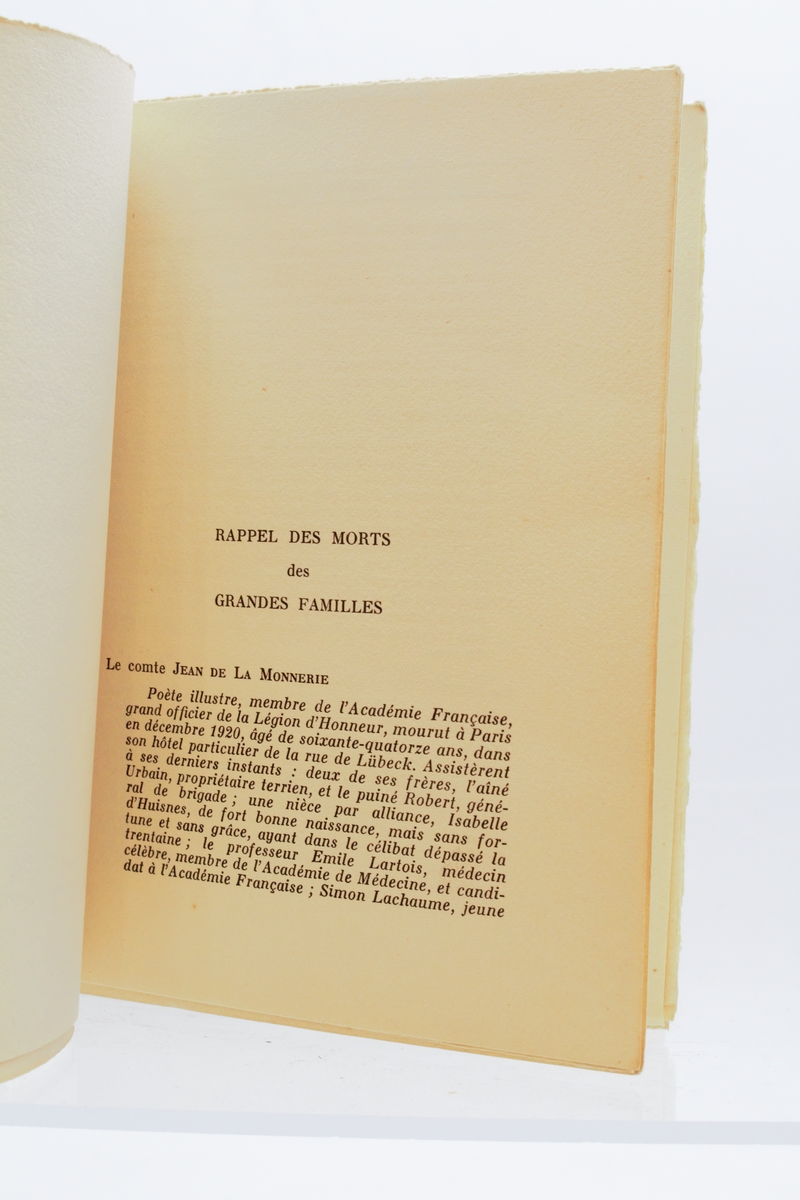 RAPPEL DES MORTS
des
GRANDES FAMILLES
Le comte JEAN DE LA MONNERIE
Poète illustre, membre de l'Académie Française,
grand officier de la Légion d'Honneur, mourut à Paris
en décembre 1920, âgé de soixante-quatorze ans, dans
son hôtel particulier de la rue de Lübeck. Assistèrent
à ses derniers instants : deux de ses frères, l'aîné
Urbain, propriétaire terrien, et le puiné Robert, géné-
ral de brigade ; une nièce par alliance, Isabelle
d'Huisnes, de fort bonne naissance, mais sans for-
tune et sans grâce, ayant dans le célibat dépassé la
trentaine ; le professeur Emile Lartois, médecin
célèbre, membre de l'Académie de Médecine, et candi-
dat à l'Académie Française ; Simon Lachaume, jeune